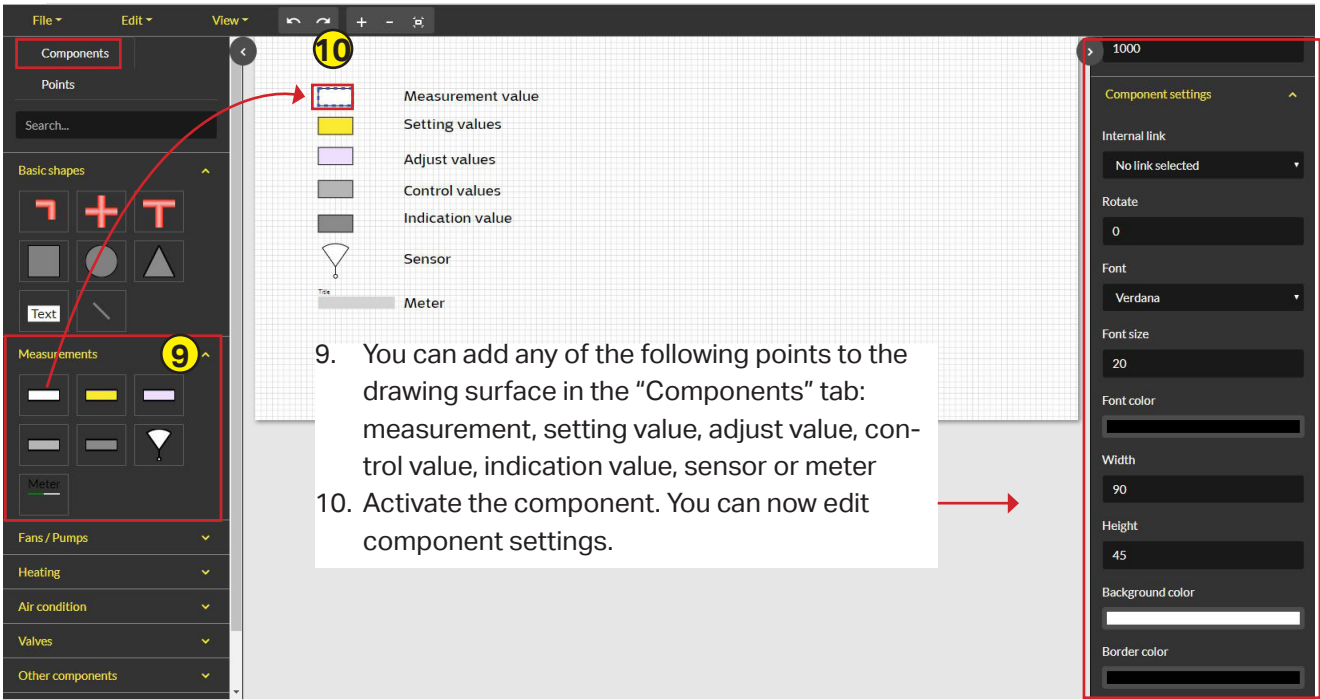 File Edit View + -
Components
Points
Search...
Basic shapes
Text
Measurements
9
Meter
Fans / Pumps
Heating
Air condition
Valves
Other components
10
Measurement value
Setting values
Adjust values
Control values
Indication value
Sensor
Title
Meter
9. You can add any of the following points to the
drawing surface in the “Components” tab:
measurement, setting value, adjust value, con-
trol value, indication value, sensor or meter
10. Activate the component. You can now edit
component settings.
1000
Component settings
Internal link
No link selected
Rotate
0
Font
Verdana
Font size
20
Font color
Width
90
Height
45
Background color
Border color